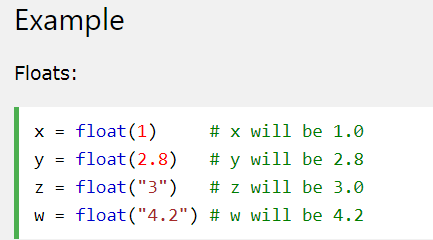 Example
Floats:
x = float(1)     # x will be 1.0
y = float(2.8)   # y will be 2.8
z = float("3")   # z will be 3.0
w = float("4.2") # w will be 4.2